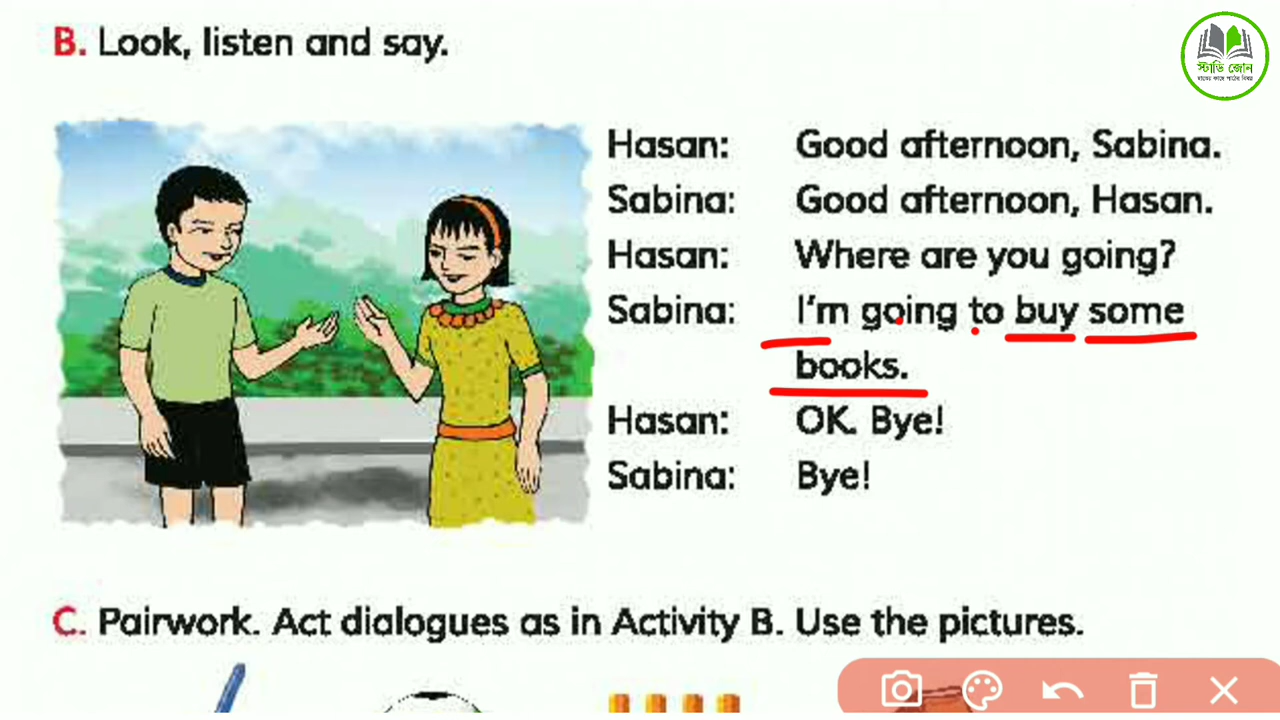 B. Look, listen and say.
স্টাডি জোন
Hasan: Good afternoon, Sabina.
Sabina: Good afternoon, Hasan.
Hasan: Where are you going?
Sabina: I'm going to buy some
books.
Hasan: OK. Bye!
Sabina: Bye!
C. Pairwork. Act dialogues as in Activity B. Use the pictures.